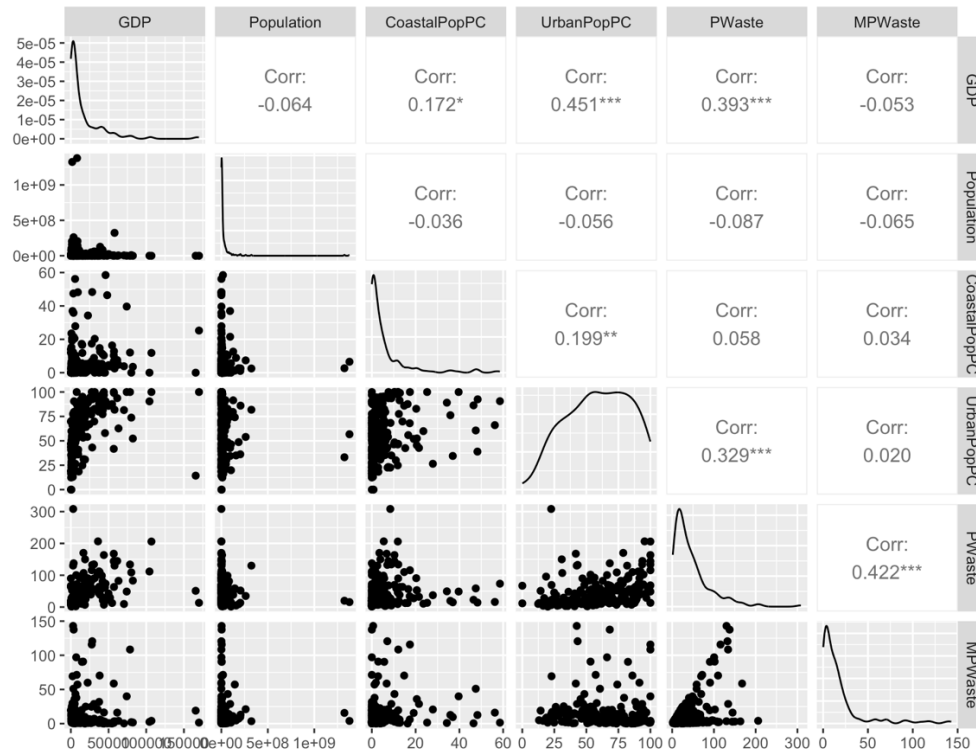 GDP Population CoastalPopPC UrbanPopPC PWaste MPWaste
5e-05
4e-05
3e-05
2e-05
1e-05
0e+00
Corr:
-0.064
Corr:
0.172*
Corr:
0.451***
Corr:
0.393***
Corr:
-0.053
GDP
1e+09
5e+08
0e+00
Corr:
-0.036
Corr:
-0.056
Corr:
-0.087
Corr:
-0.065
Population
60
40
20
0
Corr:
0.199**
Corr:
0.058
Corr:
0.034
CoastalPopPC
100
75
50
25
0
Corr:
0.329***
Corr:
0.020
UrbanPopPC
300
200
100
0
Corr:
0.422***
PWaste
150
100
50
0
MPWaste
0 50000 100000 150000
0e+00 5e+08 1e+09
0 20 40 60
0 25 50 75 100
0 100 200 300
0 50 100 150